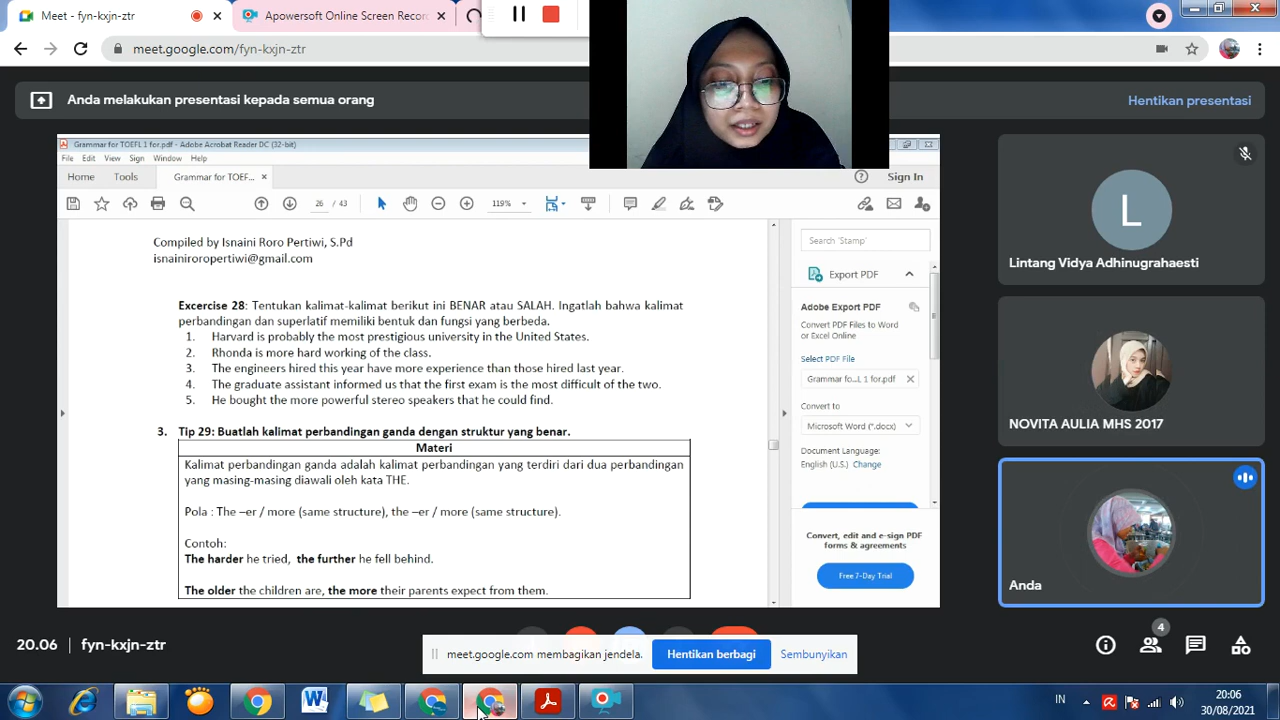 Meet - fyn-kxjn-ztr
Apowersoft Online Screen Recor
meet.google.com/fyn-kxjn-ztr
Anda melakukan presentasi kepada semua orang
Hentikan presentasi
Grammar for TOEFL 1 for.pdf - Adobe Acrobat Reader DC (32-bit)
File Edit View Sign Window Help
Home Tools Grammar for TOEF... ×
Sign In
26 / 43
119%
Compiled by Isnaini Roro Pertiwi, S.Pd
isnainiroropertiwi@gmail.com
Excercise 28: Tentukan kalimat-kalimat berikut ini BENAR atau SALAH. Ingatlah bahwa kalimat
perbandingan dan superlatif memiliki bentuk dan fungsi yang berbeda.
1. Harvard is probably the most prestigious university in the United States.
2. Rhonda is more hard working of the class.
3. The engineers hired this year have more experience than those hired last year.
4. The graduate assistant informed us that the first exam is the most difficult of the two.
5. He bought the more powerful stereo speakers that he could find.
3. Tip 29: Buatlah kalimat perbandingan ganda dengan struktur yang benar.
Materi
Kalimat perbandingan ganda adalah kalimat perbandingan yang terdiri dari dua perbandingan
yang masing-masing diawali oleh kata THE.
Pola : The –er / more (same structure), the –er / more (same structure).
Contoh:
The harder he tried, the further he fell behind.
The older the children are, the more their parents expect from them.
Search 'Stamp'
Export PDF
Adobe Export PDF
Convert PDF Files to Word
or Excel Online
Select PDF File
Grammar fo...L 1 for.pdf
Convert to
Microsoft Word (*.docx)
Document Language:
English (U.S.) Change
Convert, edit and e-sign PDF
forms & agreements
Free 7-Day Trial
L
Lintang Vidya Adhinugrahaesti
NOVITA AULIA MHS 2017
Anda
20.06 | fyn-kxjn-ztr
meet.google.com membagikan jendela.
Hentikan berbagi
Sembunyikan
4
IN
20:06
30/08/2021